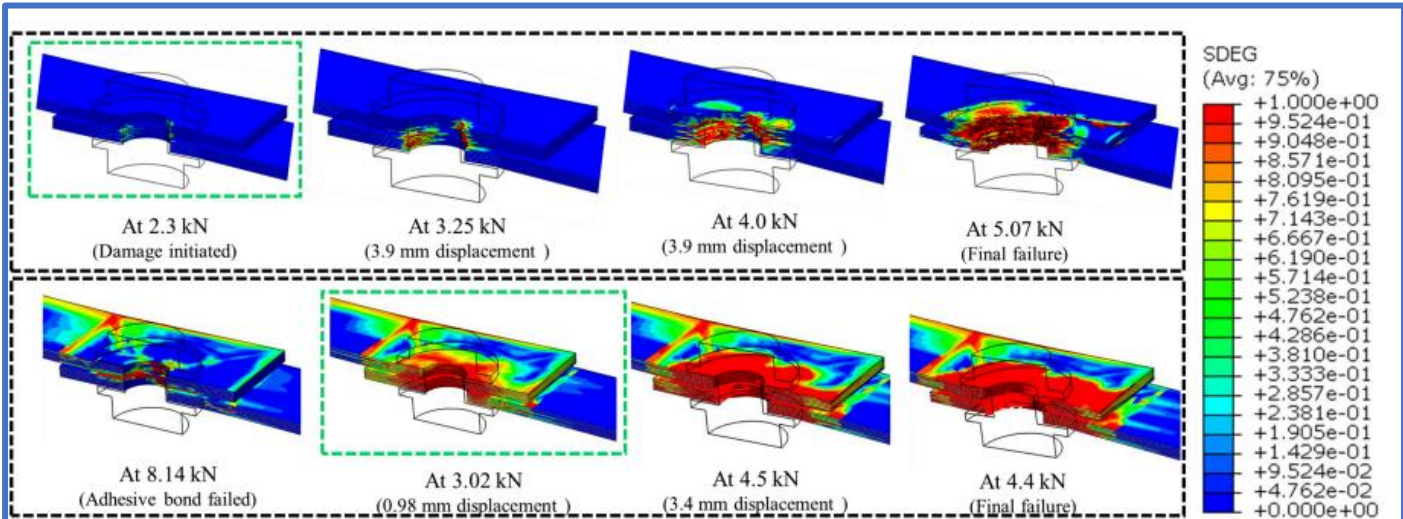 At 2.3 kN
(Damage initiated)
At 3.25 kN
(3.9 mm displacement )
At 4.0 kN
(3.9 mm displacement )
At 5.07 kN
(Final failure)
At 8.14 kN
(Adhesive bond failed)
At 3.02 kN
(0.98 mm displacement )
At 4.5 kN
(3.4 mm displacement )
At 4.4 kN
(Final failure)
SDEG
(Avg: 75%)
+1.000e+00
+9.524e-01
+9.048e-01
+8.571e-01
+8.095e-01
+7.619e-01
+7.143e-01
+6.667e-01
+6.190e-01
+5.714e-01
+5.238e-01
+4.762e-01
+4.286e-01
+3.810e-01
+3.333e-01
+2.857e-01
+2.381e-01
+1.905e-01
+1.429e-01
+9.524e-02
+4.762e-02
+0.000e+00